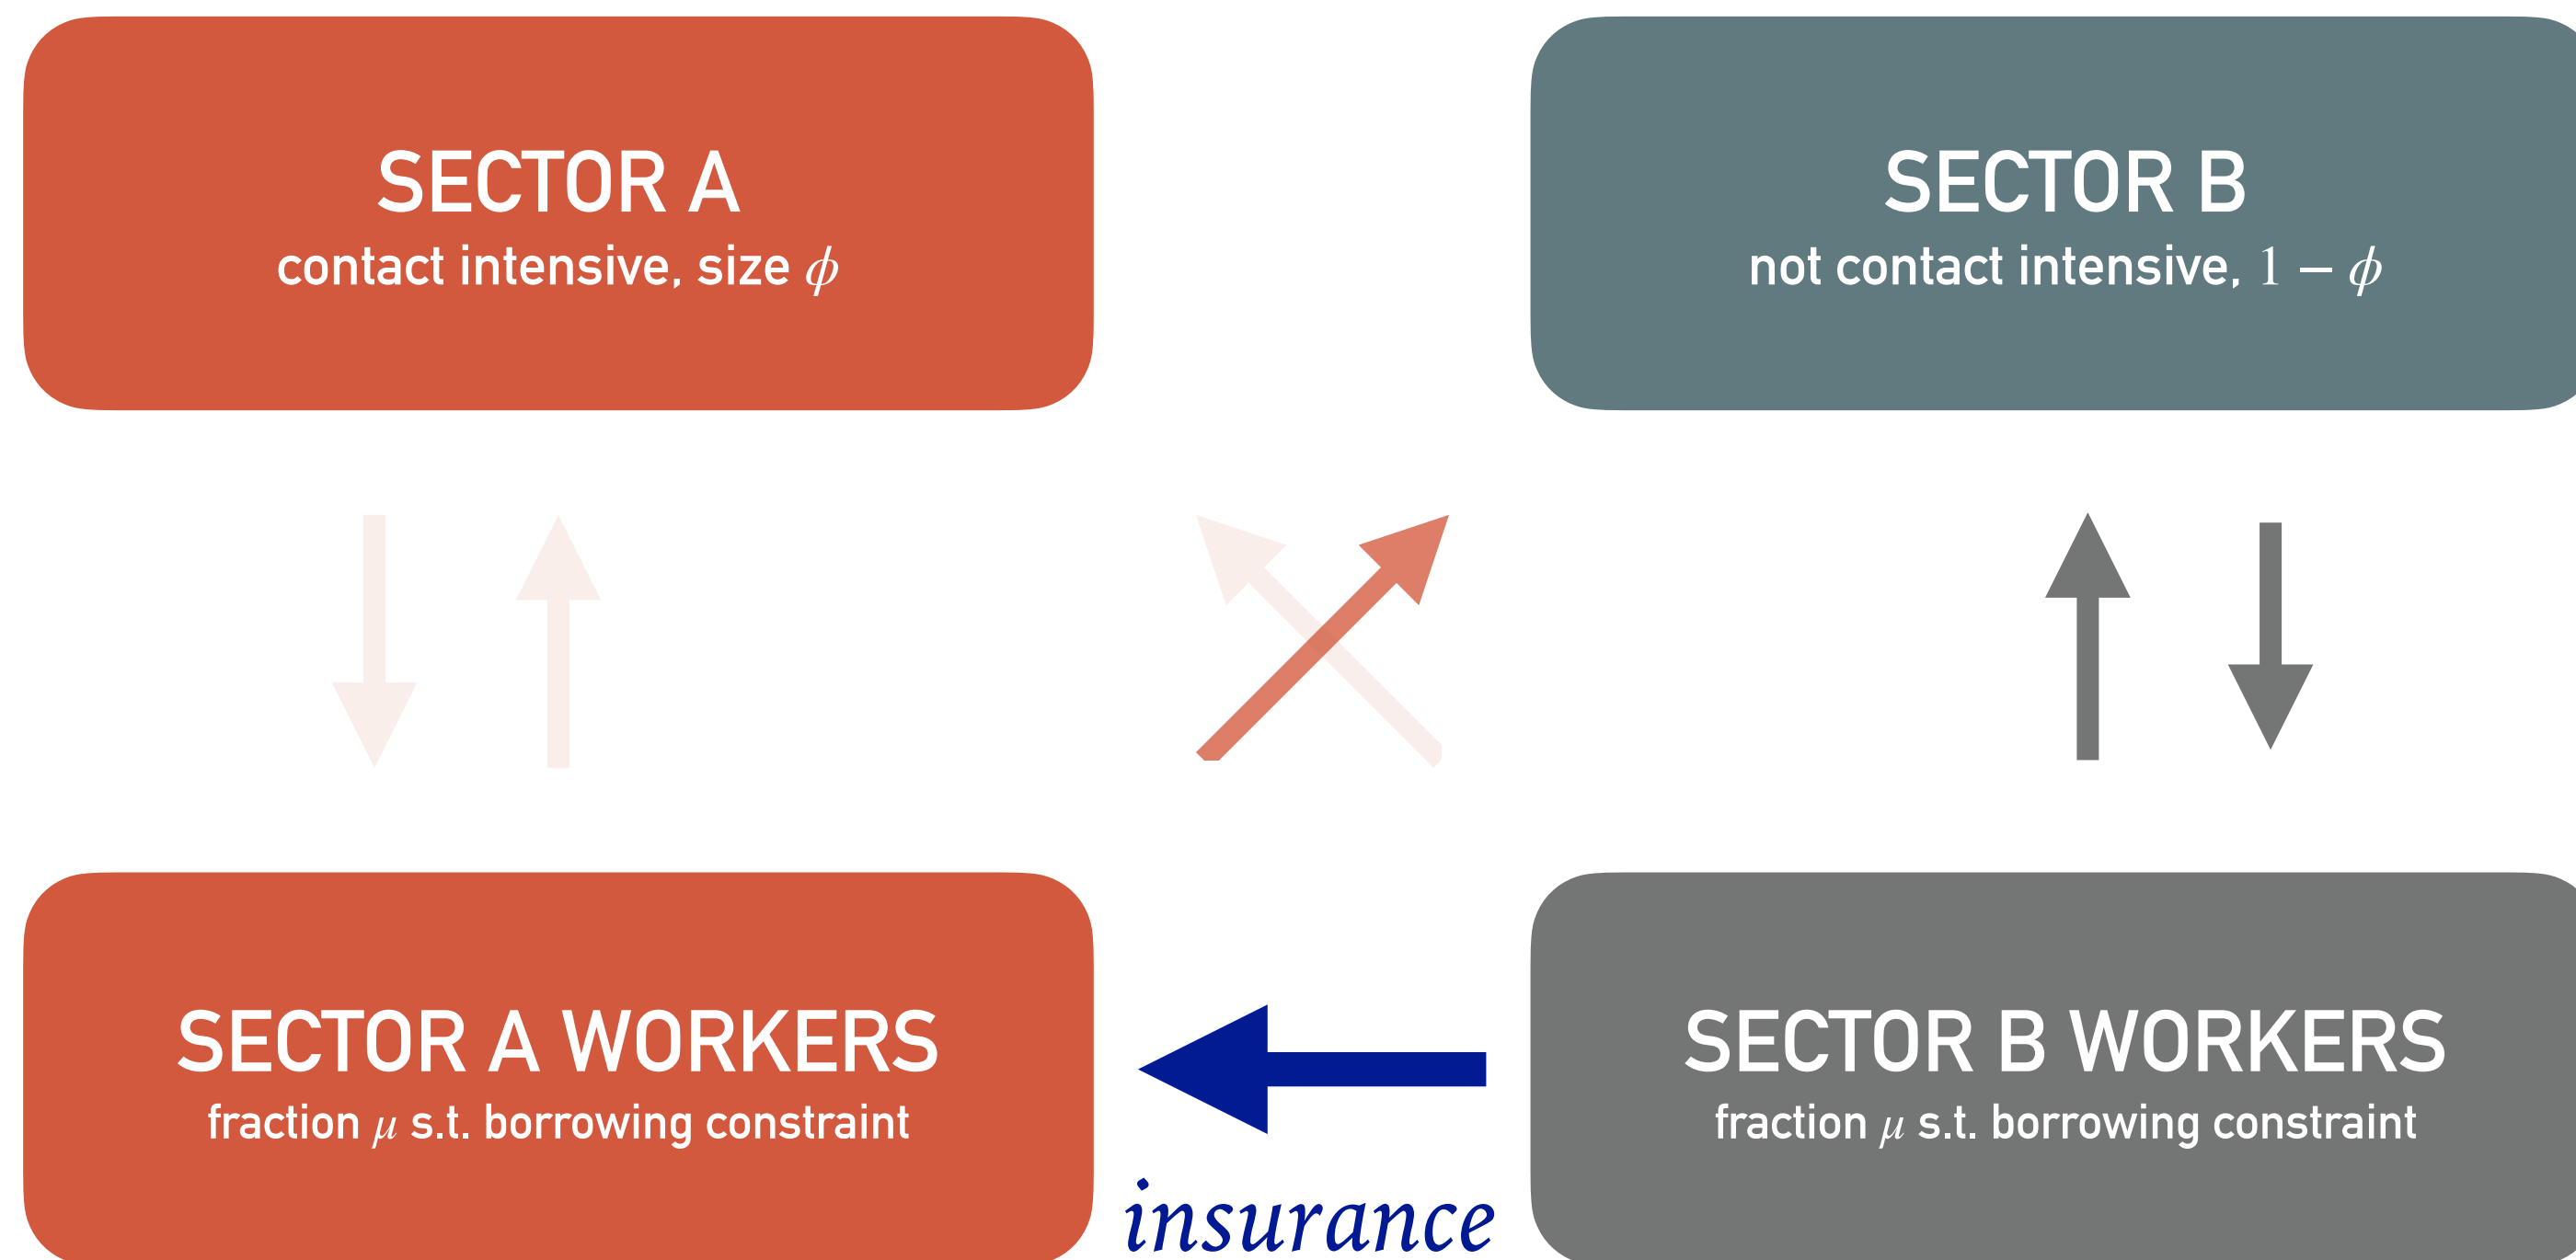 SECTOR A
contact intensive, size ϕ
SECTOR B
not contact intensive, 1 − ϕ
SECTOR A WORKERS
fraction μ s.t. borrowing constraint
insurance
SECTOR B WORKERS
fraction μ s.t. borrowing constraint